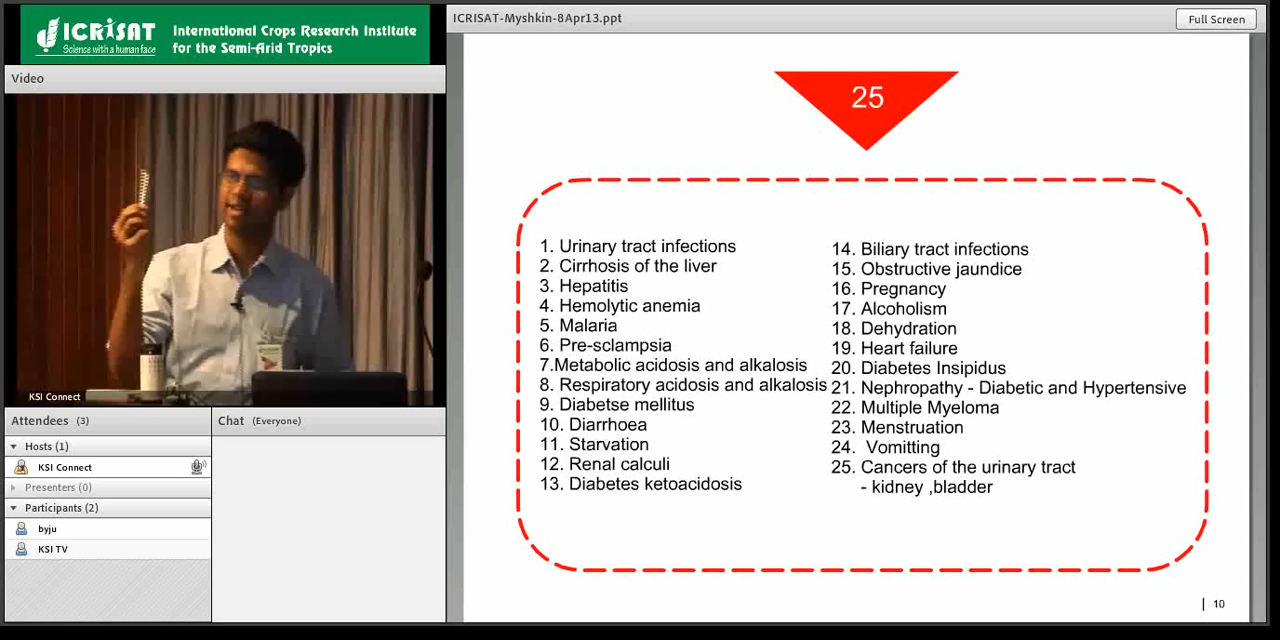 ICRISAT
Science with a human face
International Crops Research Institute
for the Semi-Arid Tropics
Video
KSI Connect
Attendees (3)
Hosts (1)
KSI Connect
Presenters (0)
Participants (2)
byju
KSI TV
Chat (Everyone)
ICRISAT-Myshkin-8Apr13.ppt
Full Screen
25
1. Urinary tract infections
2. Cirrhosis of the liver
3. Hepatitis
4. Hemolytic anemia
5. Malaria
6. Pre-sclampsia
7.Metabolic acidosis and alkalosis
8. Respiratory acidosis and alkalosis
9. Diabetse mellitus
10. Diarrhoea
11. Starvation
12. Renal calculi
13. Diabetes ketoacidosis
14. Biliary tract infections
15. Obstructive jaundice
16. Pregnancy
17. Alcoholism
18. Dehydration
19. Heart failure
20. Diabetes Insipidus
21. Nephropathy - Diabetic and Hypertensive
22. Multiple Myeloma
23. Menstruation
24. Vomitting
25. Cancers of the urinary tract
- kidney ,bladder
| 10